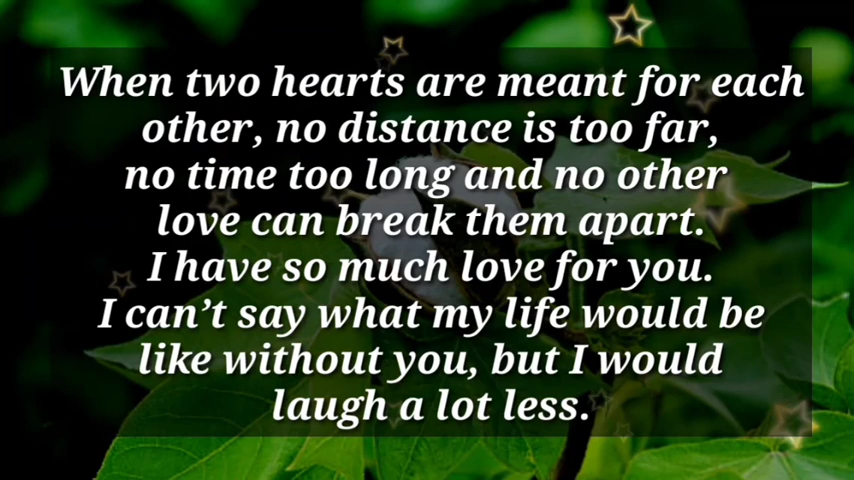 When two hearts are meant for each
other, no distance is too far,
no time too long and no other
love can break them apart.
I have so much love for you.
I can’t say what my life would be
like without you, but I would
laugh a lot less.